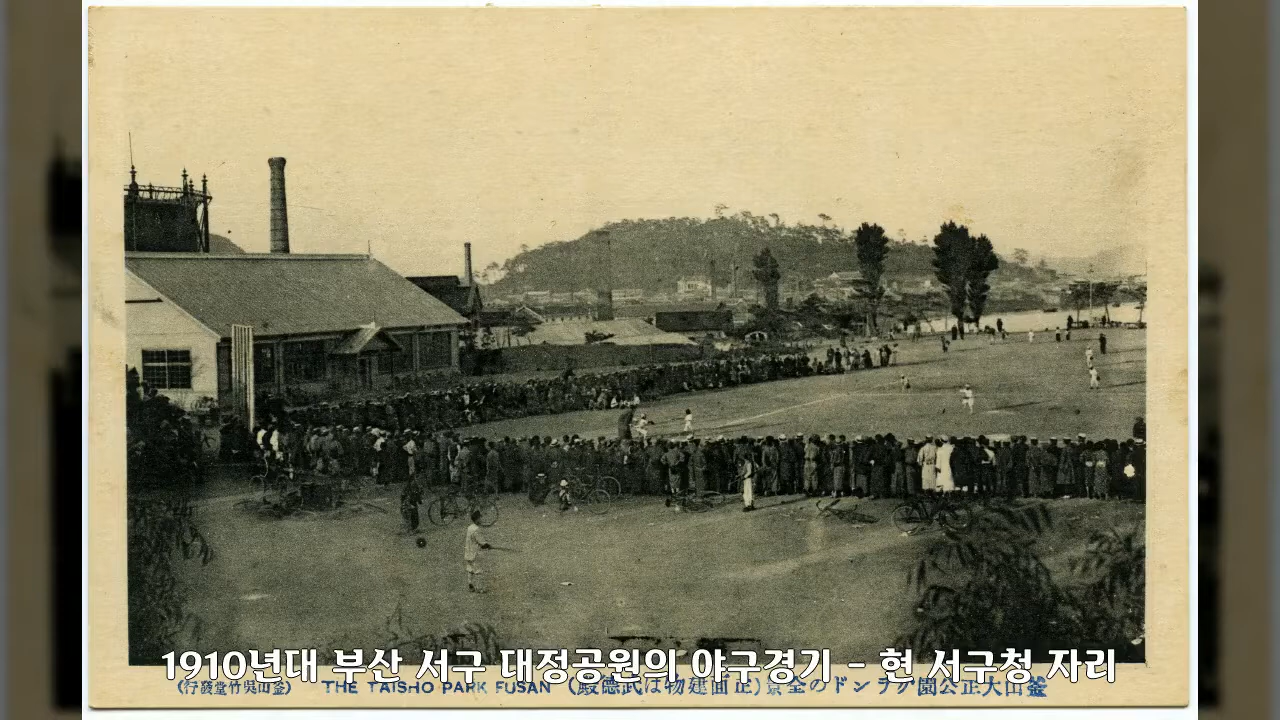 1910년대 부산 서구 대정공원의 야구경기 - 현 서구청 자리
釜山大正公園グランドの全景(正面建物は武德殿) THE TAISHO PARK FUSAN (釜山吳竹堂發行)